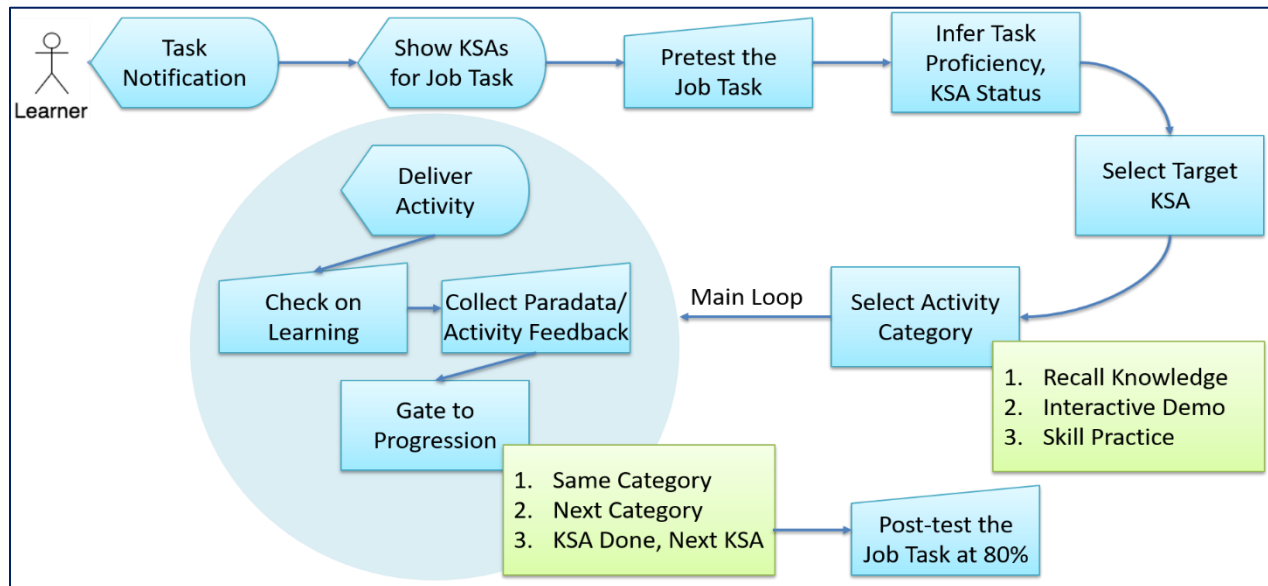 Learner
Task
Notification
Show KSAs
for Job Task
Pretest the
Job Task
Infer Task
Proficiency,
KSA Status
Select Target
KSA
Select Activity
Category
1. Recall Knowledge
2. Interactive Demo
3. Skill Practice
Main Loop
Deliver
Activity
Check on
Learning
Collect Paradata/
Activity Feedback
Gate to
Progression
1. Same Category
2. Next Category
3. KSA Done, Next KSA
Post-test the
Job Task at 80%